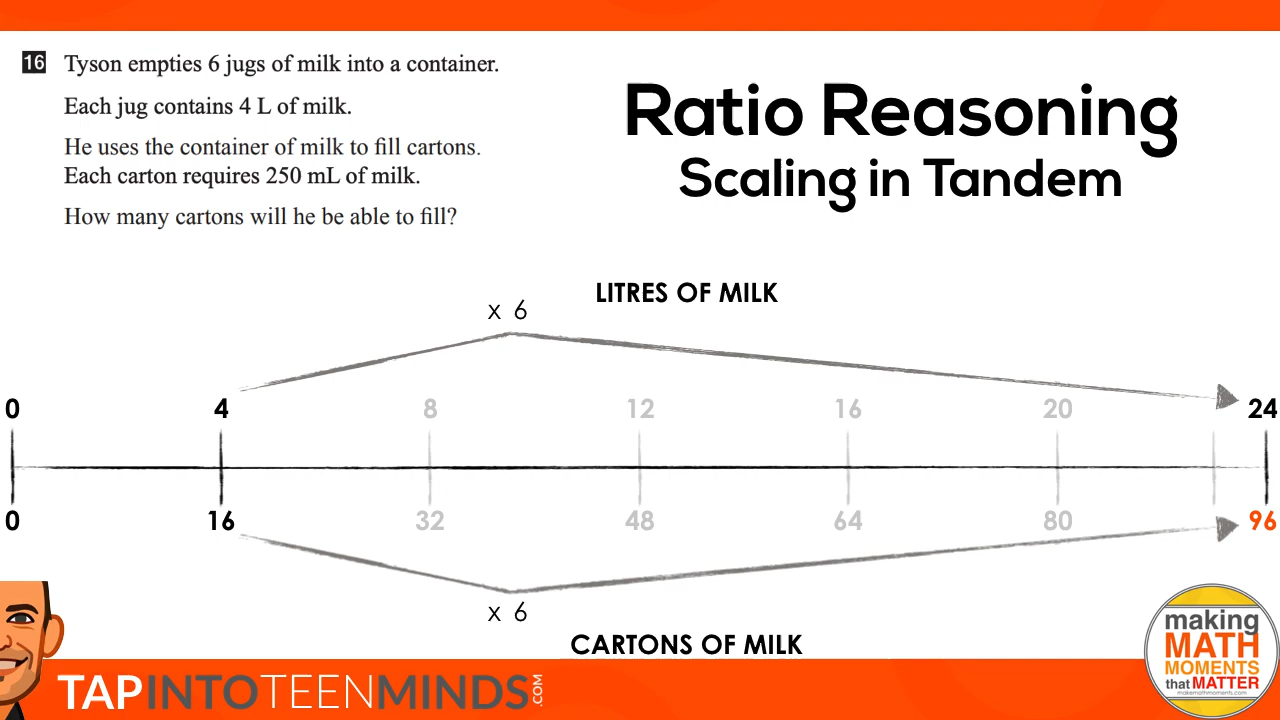 16 Tyson empties 6 jugs of milk into a container.
Each jug contains 4 L of milk.
He uses the container of milk to fill cartons.
Each carton requires 250 mL of milk.
How many cartons will he be able to fill?
Ratio Reasoning
Scaling in Tandem
LITRES OF MILK
x 6
0 4 8 12 16 20 24
0 16 32 48 64 80 96
x 6
CARTONS OF MILK
TAPINTOTEENMINDS.COM
making
MATH
MOMENTS
that MATTER
makemathmoments.com